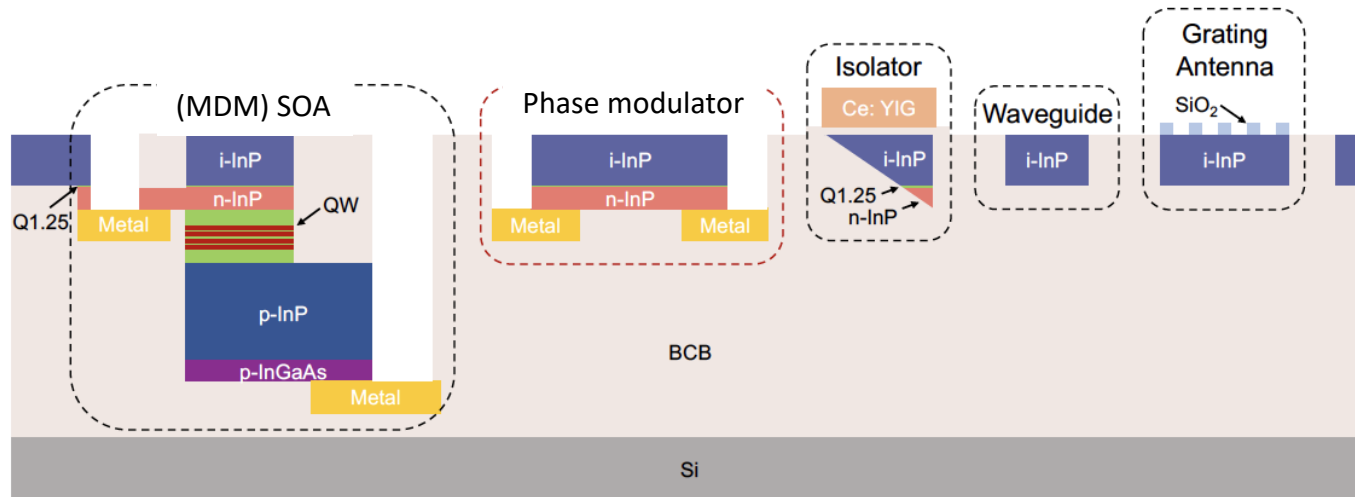 (MDM) SOA
i-InP
n-InP
Q1.25
Metal
QW
p-InP
p-InGaAs
Metal
Phase modulator
i-InP
n-InP
Metal
Metal
Isolator
Ce: YIG
i-InP
Q1.25
n-InP
Waveguide
i-InP
Grating
Antenna
SiO₂
i-InP
BCB
Si